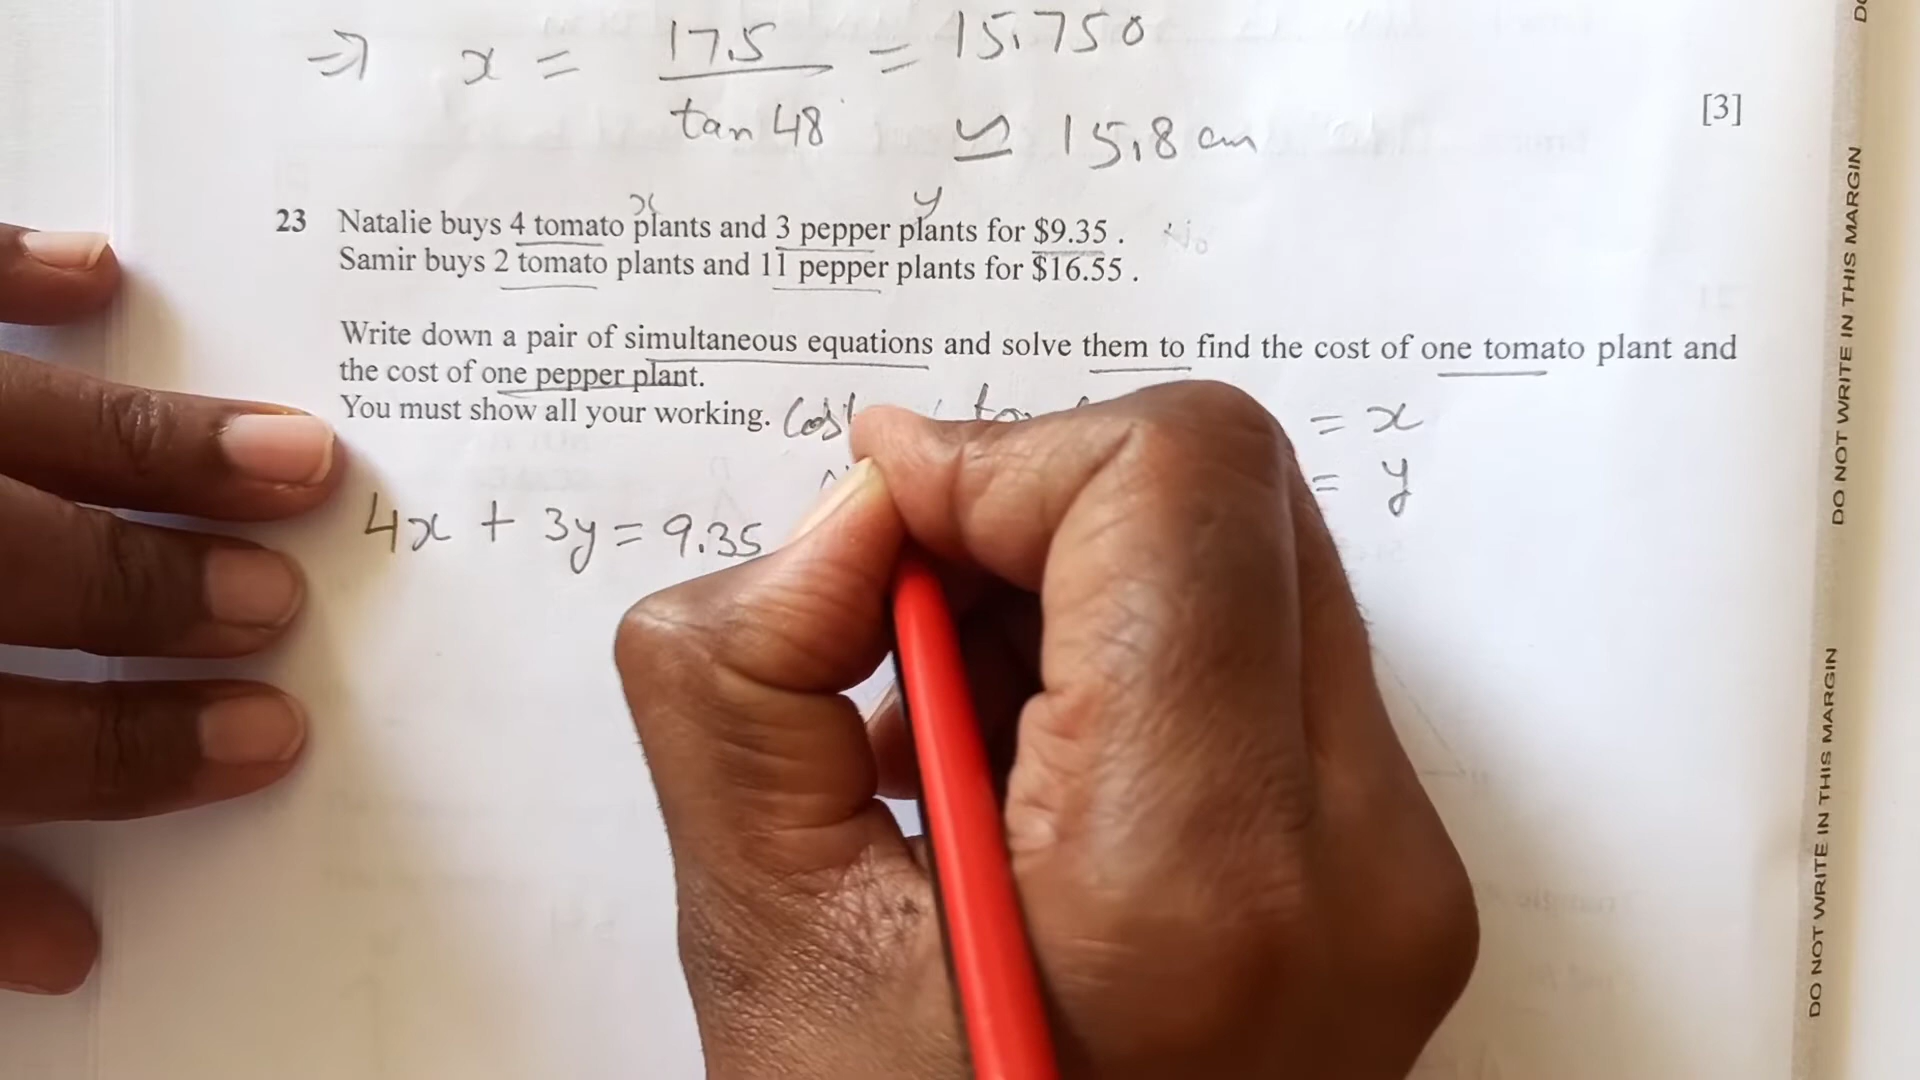 ⇒ x = 17.5 / tan 48 = 15.750
≃ 15.8 cm
[3]
x y
23 Natalie buys 4 tomato plants and 3 pepper plants for $9.35 . No
Samir buys 2 tomato plants and 11 pepper plants for $16.55 .
Write down a pair of simultaneous equations and solve them to find the cost of one tomato plant and
the cost of one pepper plant.
You must show all your working. Cost = x
= y
4x + 3y = 9.35
DO NOT WRITE IN THIS MARGIN
DO NOT WRITE IN THIS MARGIN